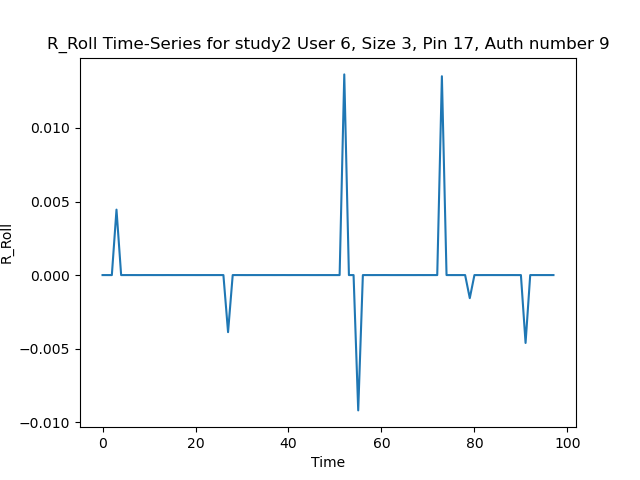 R_Roll Time-Series for study2 User 6, Size 3, Pin 17, Auth number 9
0.010
0.005
0.000
−0.005
−0.010
R_Roll
0 20 40 60 80 100
Time